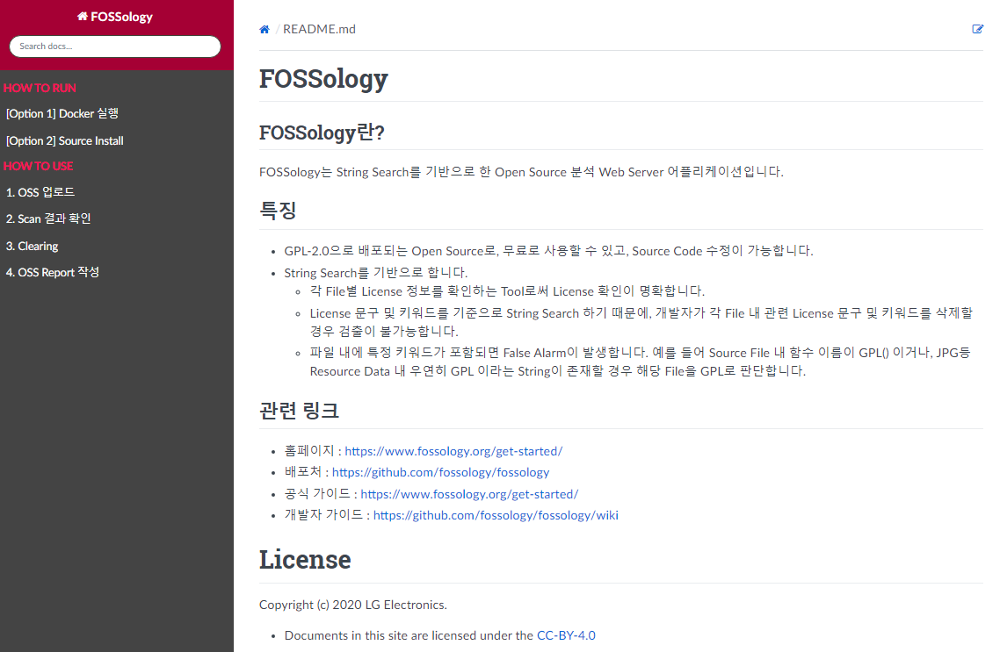 FOSSology
Search docs...
HOW TO RUN
[Option 1] Docker 실행
[Option 2] Source Install
HOW TO USE
1. OSS 업로드
2. Scan 결과 확인
3. Clearing
4. OSS Report 작성
/ README.md
FOSSology
FOSSology란?
FOSSology는 String Search를 기반으로 한 Open Source 분석 Web Server 어플리케이션입니다.
특징
• GPL-2.0으로 배포되는 Open Source로, 무료로 사용할 수 있고, Source Code 수정이 가능합니다.
• String Search를 기반으로 합니다.
◦ 각 File별 License 정보를 확인하는 Tool로써 License 확인이 명확합니다.
◦ License 문구 및 키워드를 기준으로 String Search 하기 때문에, 개발자가 각 File 내 관련 License 문구 및 키워드를 삭제할
경우 검출이 불가능합니다.
◦ 파일 내에 특정 키워드가 포함되면 False Alarm이 발생합니다. 예를 들어 Source File 내 함수 이름이 GPL() 이거나, JPG등
Resource Data 내 우연히 GPL 이라는 String이 존재할 경우 해당 File을 GPL로 판단합니다.
관련 링크
• 홈페이지 : https://www.fossology.org/get-started/
• 배포처 : https://github.com/fossology/fossology
• 공식 가이드 : https://www.fossology.org/get-started/
• 개발자 가이드 : https://github.com/fossology/fossology/wiki
License
Copyright (c) 2020 LG Electronics.
• Documents in this site are licensed under the CC-BY-4.0